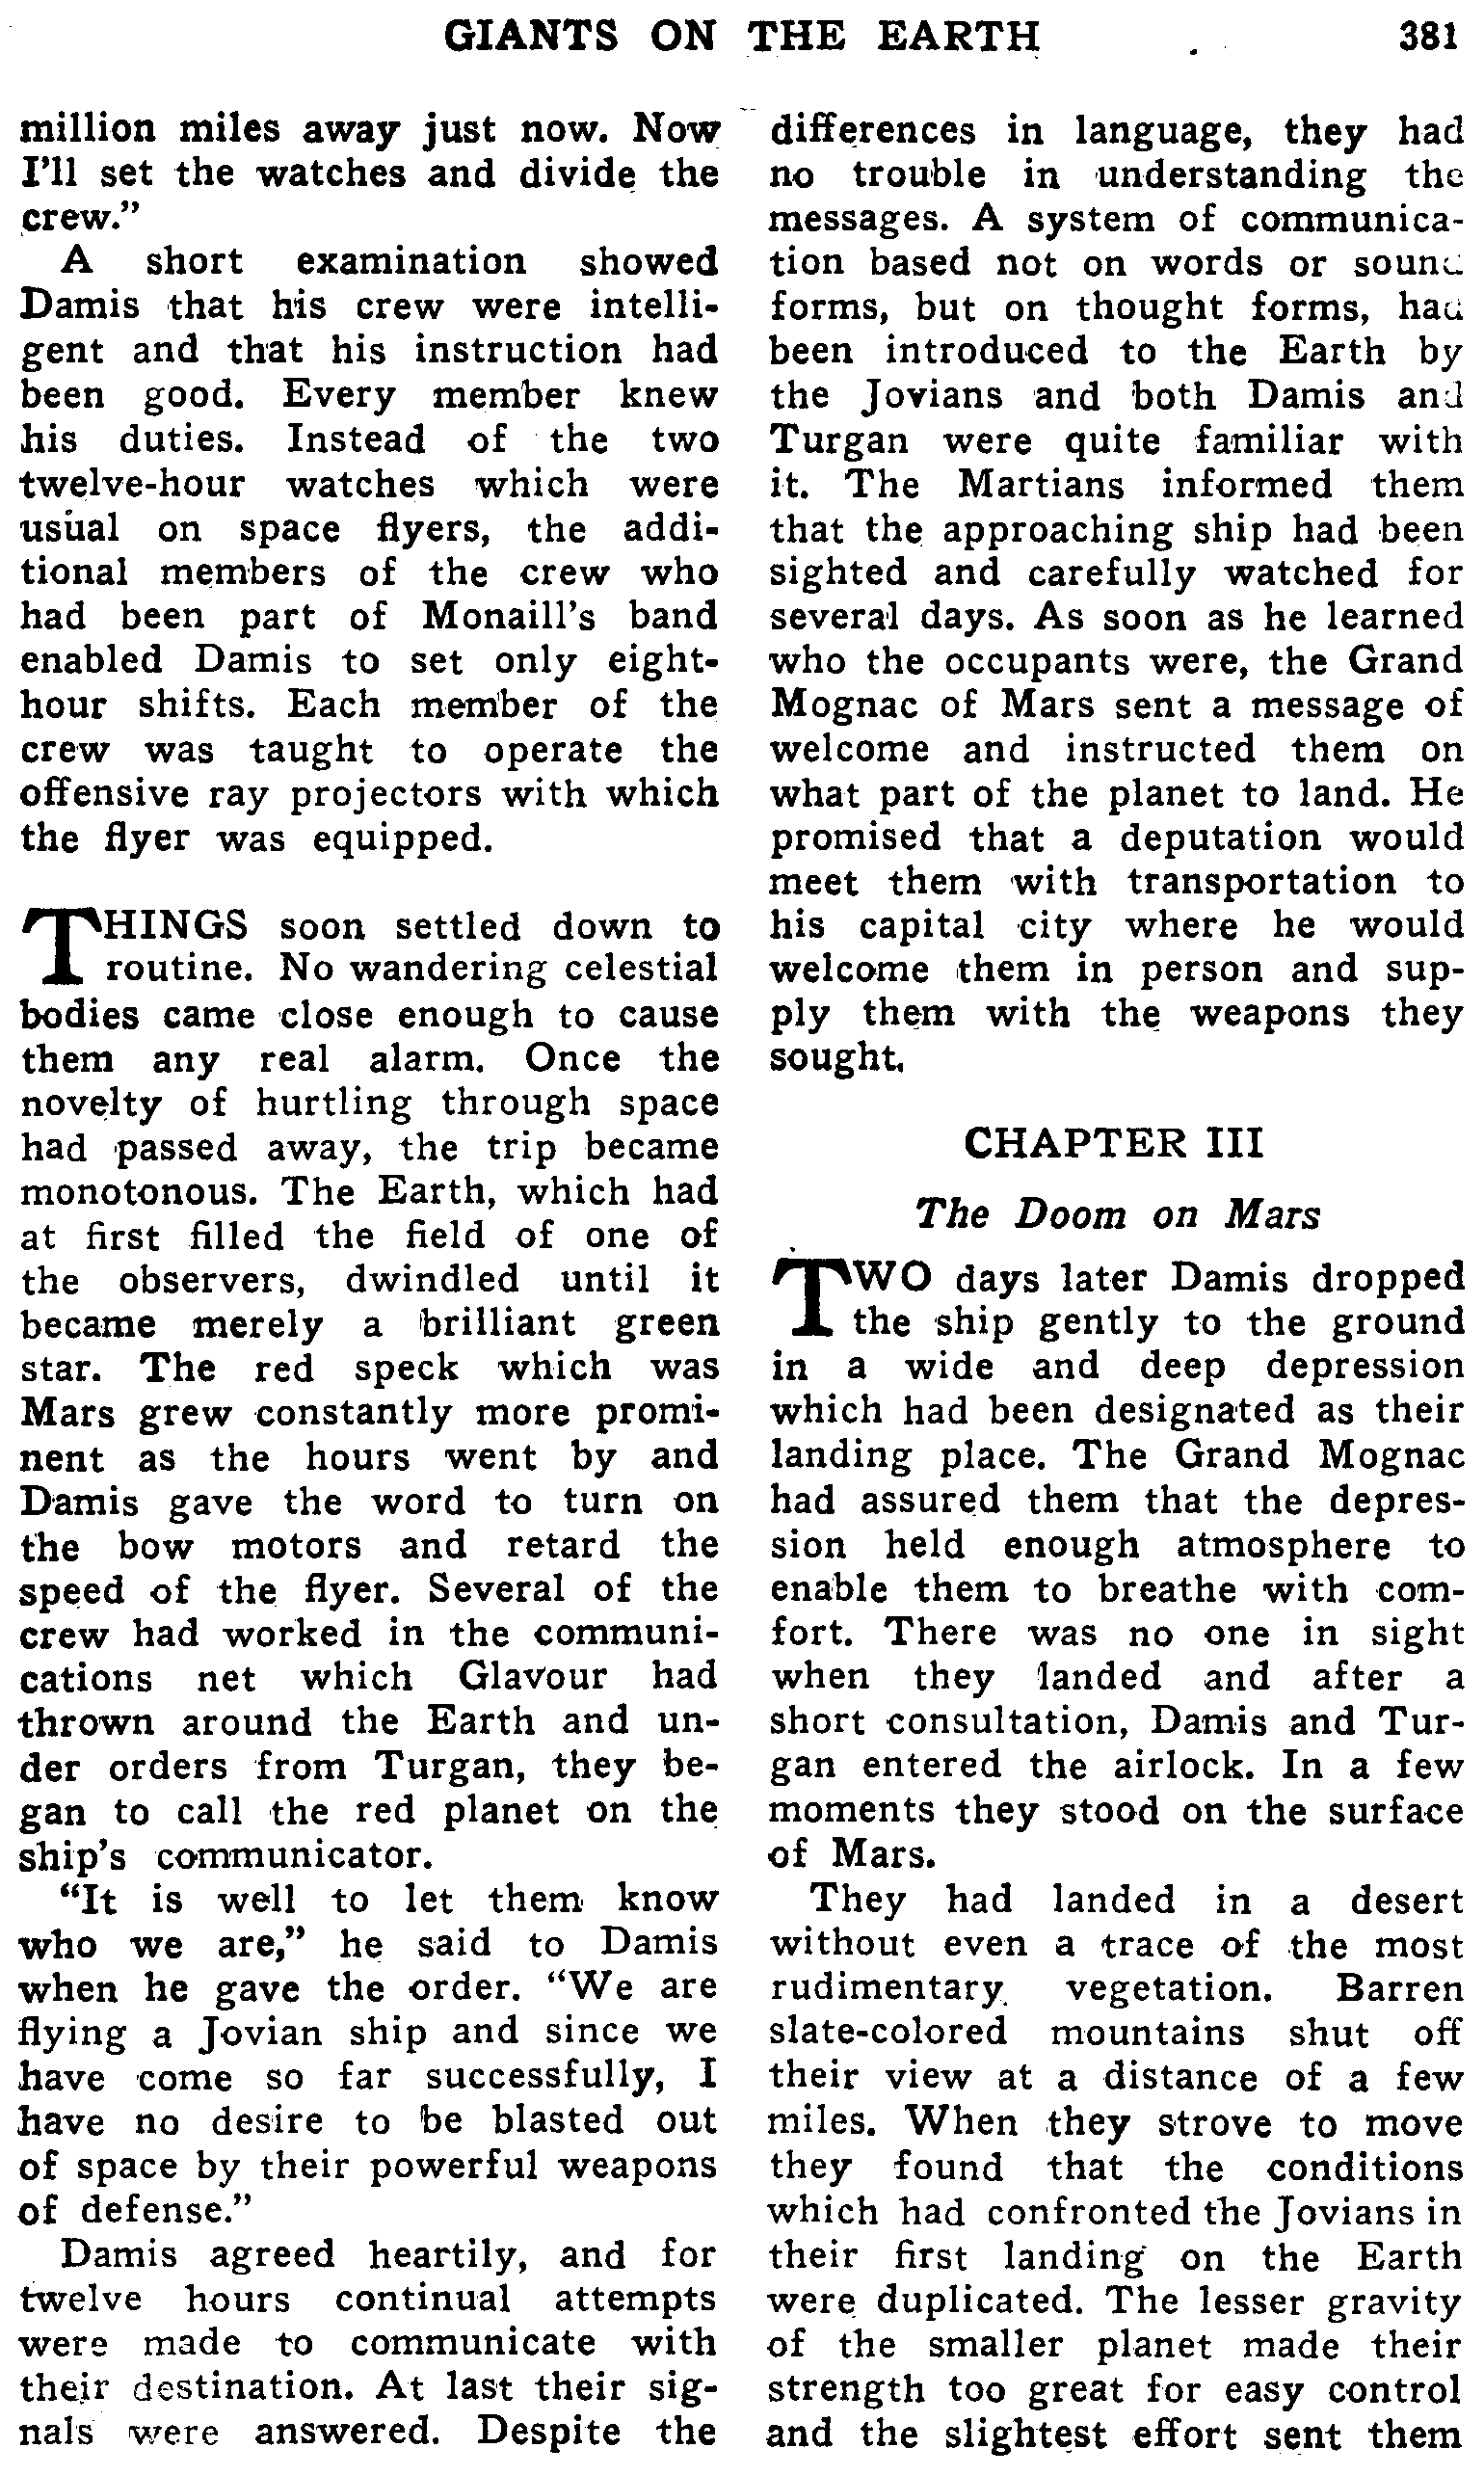 GIANTS ON THE EARTH 381
million miles away just now. Now
I'll set the watches and divide the
crew."
A short examination showed
Damis that his crew were intelli-
gent and that his instruction had
been good. Every member knew
his duties. Instead of the two
twelve-hour watches which were
usual on space flyers, the addi-
tional members of the crew who
had been part of Monaill's band
enabled Damis to set only eight-
hour shifts. Each member of the
crew was taught to operate the
offensive ray projectors with which
the flyer was equipped.
THINGS soon settled down to
routine. No wandering celestial
bodies came close enough to cause
them any real alarm. Once the
novelty of hurtling through space
had passed away, the trip became
monotonous. The Earth, which had
at first filled the field of one of
the observers, dwindled until it
became merely a brilliant green
star. The red speck which was
Mars grew constantly more promi-
nent as the hours went by and
Damis gave the word to turn on
the bow motors and retard the
speed of the flyer. Several of the
crew had worked in the communi-
cations net which Glavour had
thrown around the Earth and un-
der orders from Turgan, they be-
gan to call the red planet on the
ship's communicator.
"It is well to let them know
who we are," he said to Damis
when he gave the order. "We are
flying a Jovian ship and since we
have come so far successfully, I
have no desire to be blasted out
of space by their powerful weapons
of defense."
Damis agreed heartily, and for
twelve hours continual attempts
were made to communicate with
their destination. At last their sig-
nals were answered. Despite the
differences in language, they had
no trouble in understanding the
messages. A system of communica-
tion based not on words or sound
forms, but on thought forms, had
been introduced to the Earth by
the Jovians and both Damis and
Turgan were quite familiar with
it. The Martians informed them
that the approaching ship had been
sighted and carefully watched for
several days. As soon as he learned
who the occupants were, the Grand
Mognac of Mars sent a message of
welcome and instructed them on
what part of the planet to land. He
promised that a deputation would
meet them with transportation to
his capital city where he would
welcome them in person and sup-
ply them with the weapons they
sought.
CHAPTER III
The Doom on Mars
TWO days later Damis dropped
the ship gently to the ground
in a wide and deep depression
which had been designated as their
landing place. The Grand Mognac
had assured them that the depres-
sion held enough atmosphere to
enable them to breathe with com-
fort. There was no one in sight
when they landed and after a
short consultation, Damis and Tur-
gan entered the airlock. In a few
moments they stood on the surface
of Mars.
They had landed in a desert
without even a trace of the most
rudimentary vegetation. Barren
slate-colored mountains shut off
their view at a distance of a few
miles. When they strove to move
they found that the conditions
which had confronted the Jovians in
their first landing on the Earth
were duplicated. The lesser gravity
of the smaller planet made their
strength too great for easy control
and the slightest effort sent them